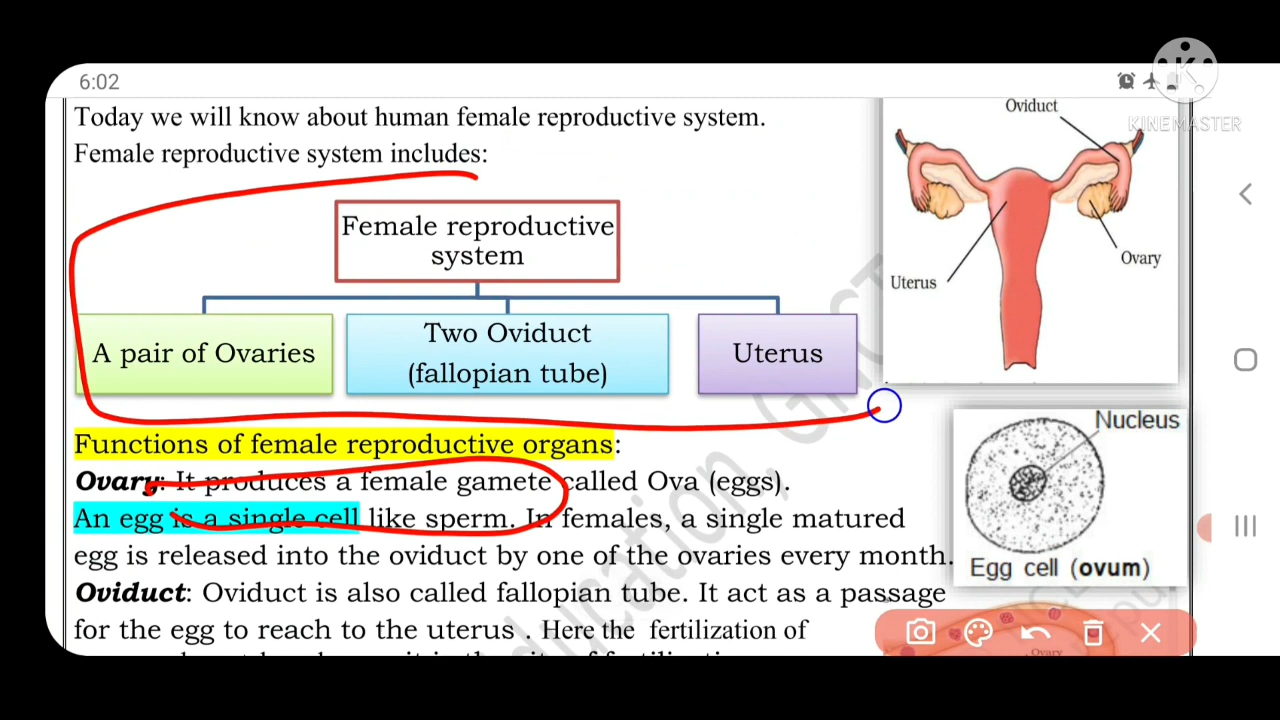 6:02
KINEMASTER
Today we will know about human female reproductive system.
Female reproductive system includes:
Female reproductive
system
A pair of Ovaries
Two Oviduct
(fallopian tube)
Uterus
Oviduct
Ovary
Uterus
Functions of female reproductive organs:
Ovary: It produces a female gamete called Ova (eggs).
An egg is a single cell like sperm. In females, a single matured
egg is released into the oviduct by one of the ovaries every month.
Oviduct: Oviduct is also called fallopian tube. It act as a passage
for the egg to reach to the uterus . Here the fertilization of
Nucleus
Egg cell (ovum)
Ovary